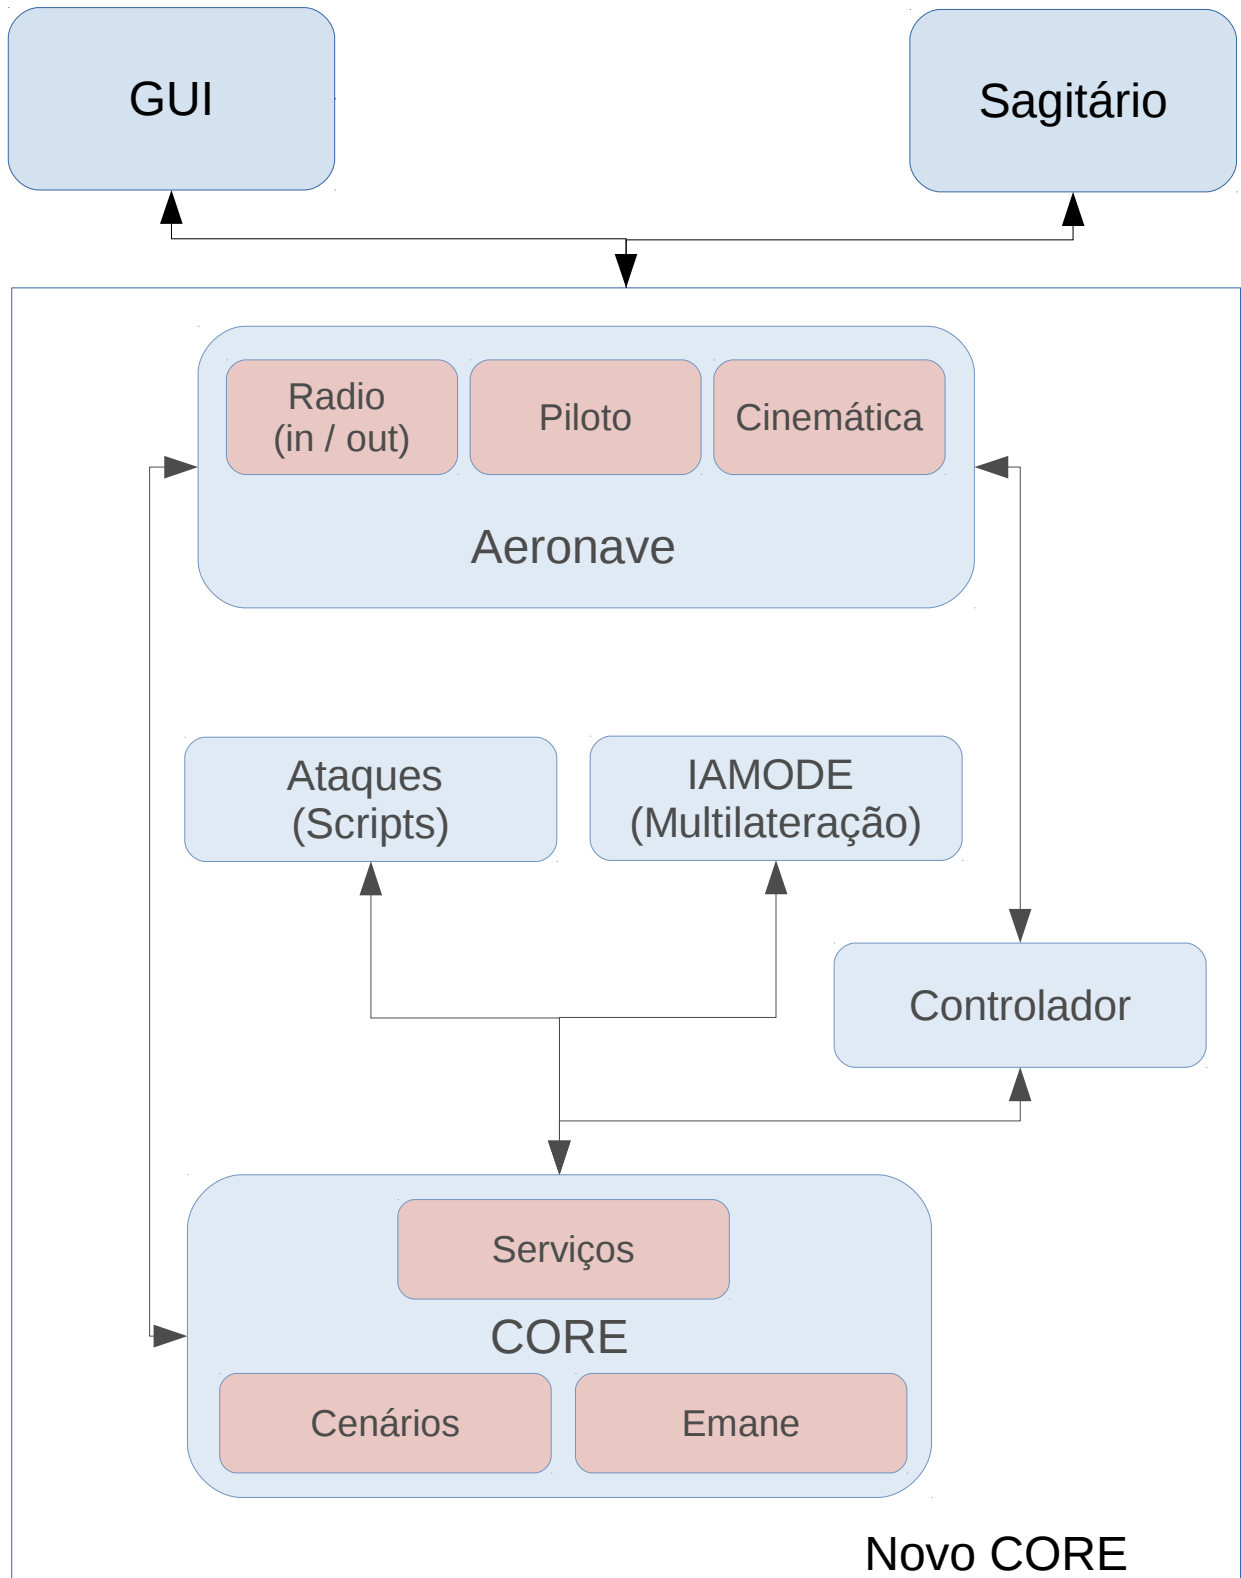 GUI
Sagitário
Radio
(in / out)
Piloto
Cinemática
Aeronave
Ataques
(Scripts)
IAMODE
(Multilateração)
Controlador
Serviços
CORE
Cenários
Emane
Novo CORE